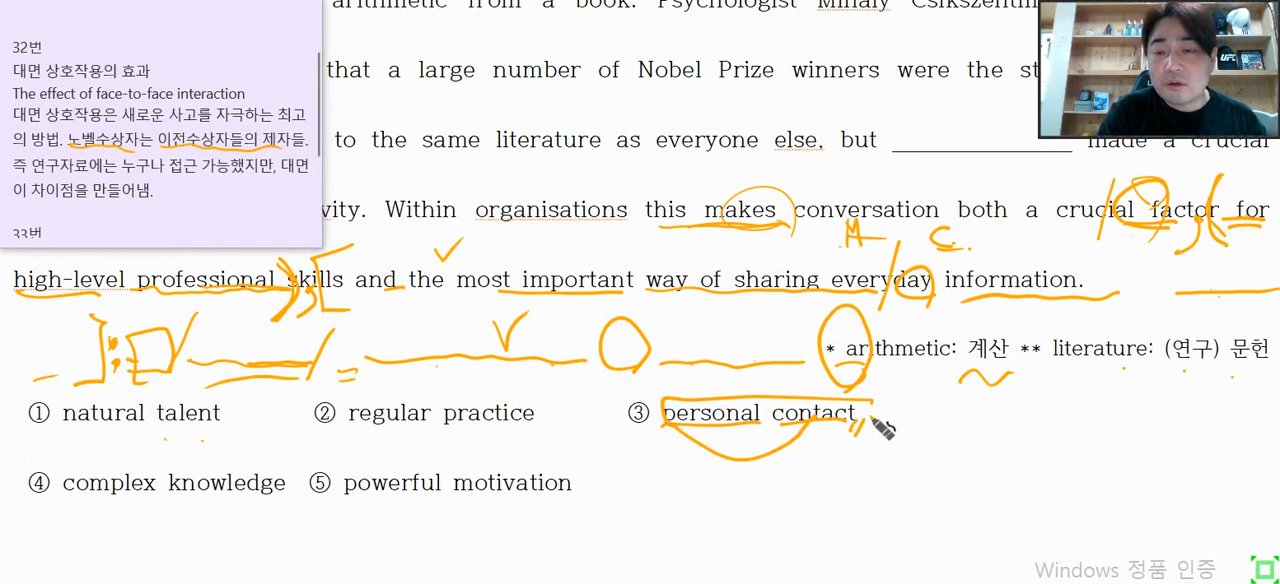 32번
대면 상호작용의 효과
The effect of face-to-face interaction
대면 상호작용은 새로운 사고를 자극하는 최고
의 방법. 노벨수상자는 이전수상자들의 제자들.
즉 연구자료에는 누구나 접근 가능했지만, 대면
이 차이점을 만들어냄.
33번
arithmetic from a book. Psychologist Mihaly
that a large number of Nobel Prize winners were the
to the same literature as everyone else, but ____________ made a crucial
Within organisations this makes conversation both a crucial factor for
high-level professional skills and the most important way of sharing everyday information.
* arithmetic: 계산 ** literature: (연구) 문헌
① natural talent ② regular practice ③ personal contact
④ complex knowledge ⑤ powerful motivation
M C
UFC
Windows 정품 인증